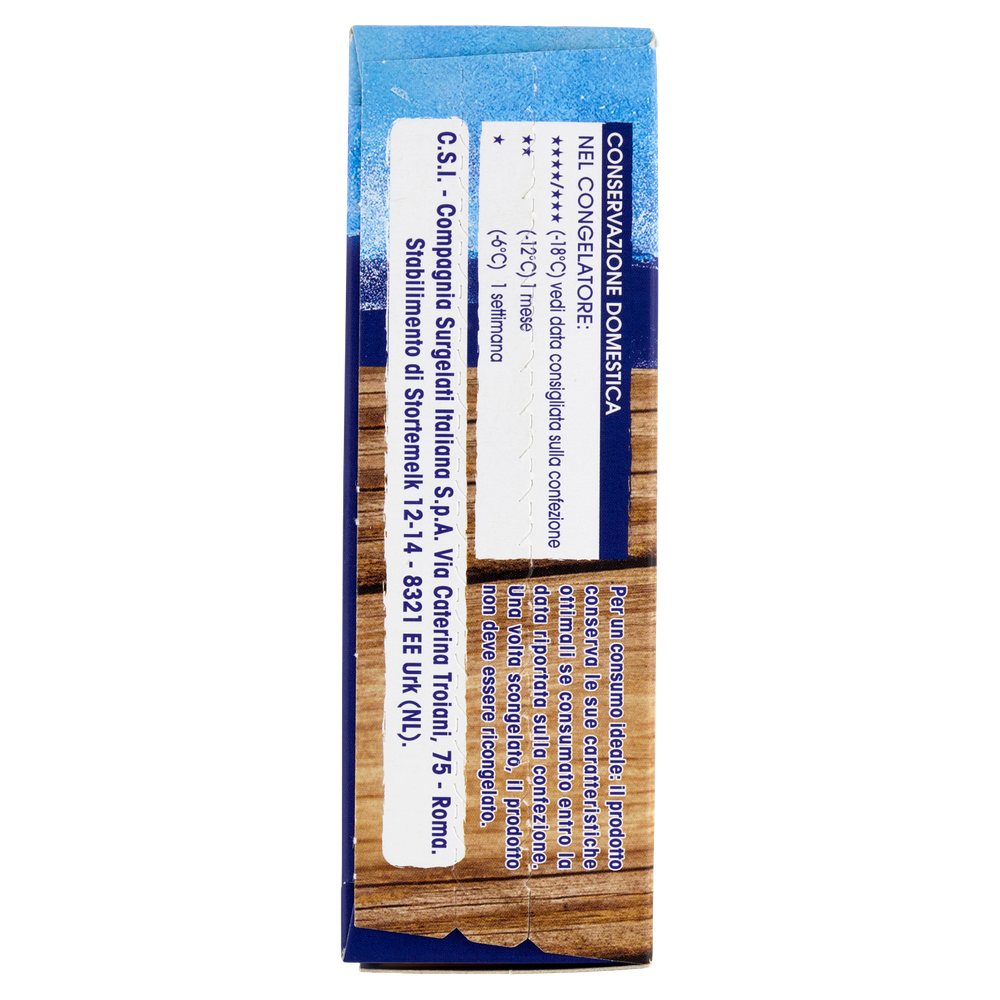 CONSERVAZIONE DOMESTICA
NEL CONGELATORE:
★★★★/★★★ (-18°C) vedi data consigliata sulla confezione
★★ (-12°C) 1 mese
★ (-6°C) 1 settimana
Per un consumo ideale: il prodotto
conserva le sue caratteristiche
ottimali se consumato entro la
data riportata sulla confezione.
Una volta scongelato, il prodotto
non deve essere ricongelato.
C.S.I. - Compagnia Surgelati Italiana S.p.A. Via Caterina Troiani, 75 - Roma.
Stabilimento di Stortemelk 12-14 - 8321 EE Urk (NL).